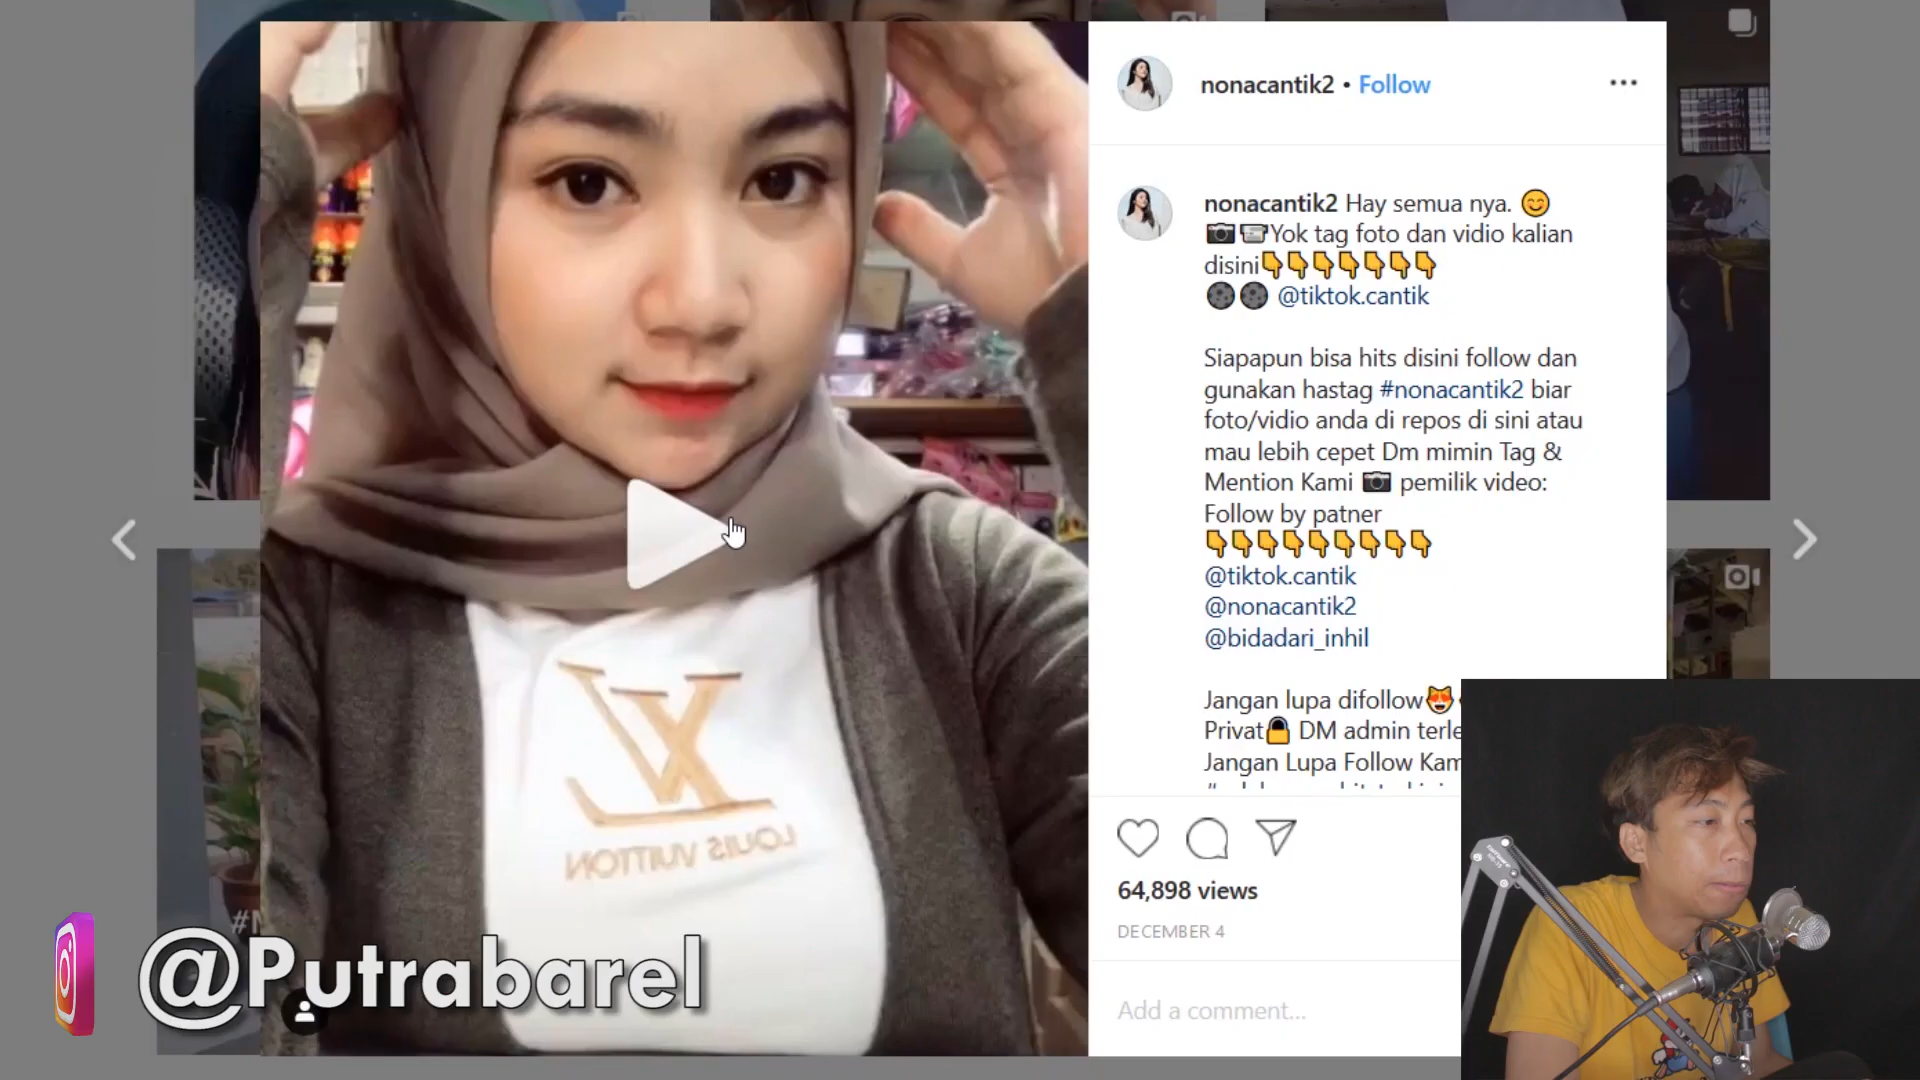 nonacantik2 • Follow
nonacantik2 Hay semua nya. 😊
📷📹Yok tag foto dan vidio kalian
disini👇👇👇👇👇👇👇
🌑🌑 @tiktok.cantik
Siapapun bisa hits disini follow dan
gunakan hastag #nonacantik2 biar
foto/vidio anda di repos di sini atau
mau lebih cepet Dm mimin Tag &
Mention Kami 📷 pemilik video:
Follow by patner
👇👇👇👇👇👇👇👇👇
@tiktok.cantik
@nonacantik2
@bidadari_inhil
Jangan lupa difollow😻
Privat🔒 DM admin terle
Jangan Lupa Follow Kam
64,898 views
DECEMBER 4
Add a comment...
LOUIS VUITTON
@Putrabarel